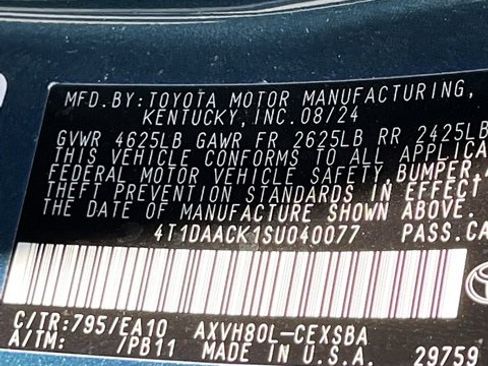 MFD.BY:TOYOTA MOTOR MANUFACTURING,
KENTUCKY,INC.08/24
GVWR 4625LB GAWR FR 2625LB RR 2425LB
THIS VEHICLE CONFORMS TO ALL
FEDERAL MOTOR VEHICLE SAFETY,BUMPER,
THEFT PREVENTION STANDARDS IN EFFECT
THE DATE OF MANUFACTURE SHOWN ABOVE.
4T1DAACK1SU040077 PASS.
C/TR:795/EA10 AXVH80L-CEXSBA
A/TM: /PB11 MADE IN U.S.A. 29759